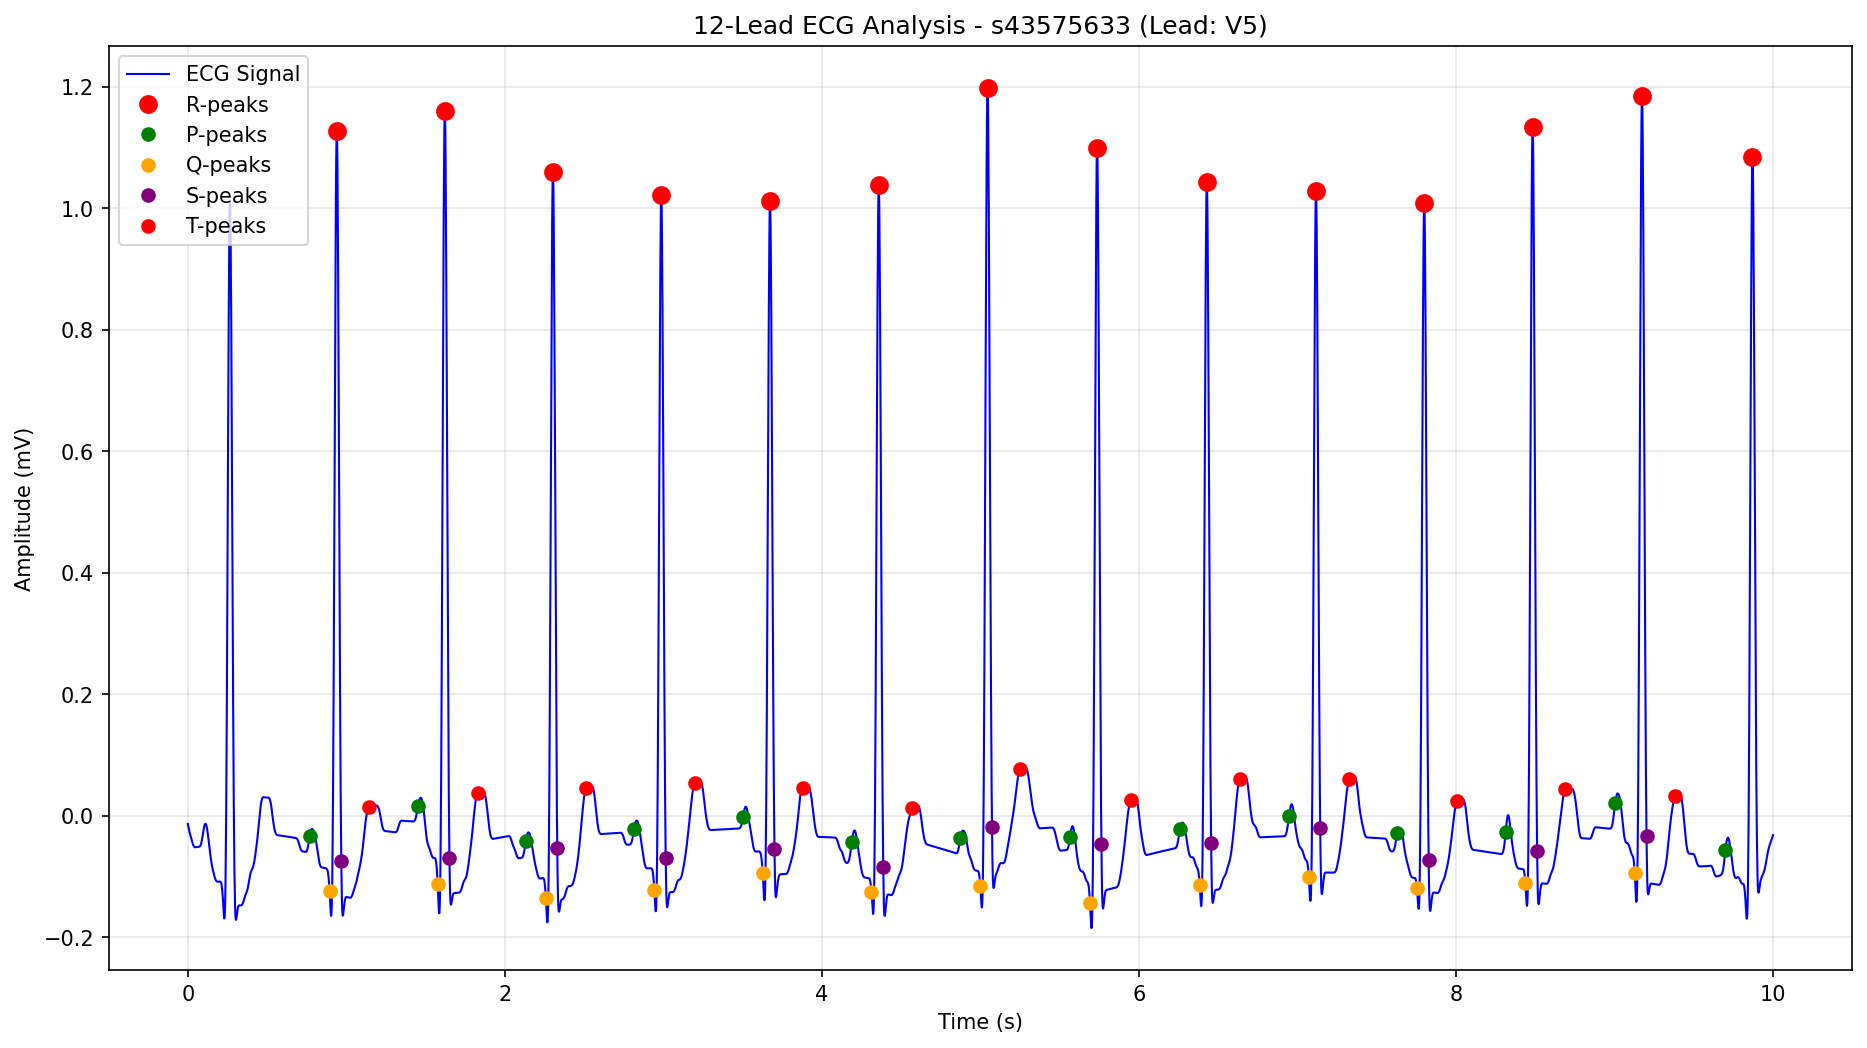 12-Lead ECG Analysis - s43575633 (Lead: V5)
ECG Signal
R-peaks
P-peaks
Q-peaks
S-peaks
T-peaks
1.2
1.0
0.8
0.6
0.4
0.2
0.0
−0.2
Amplitude (mV)
0 2 4 6 8 10
Time (s)